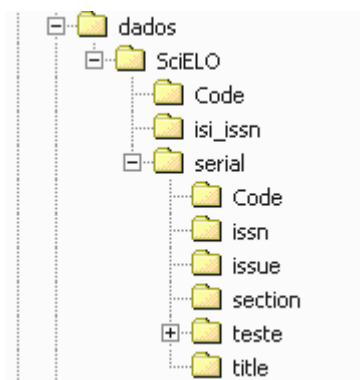 dados
SciELO
Code
isi_issn
serial
Code
issn
issue
section
teste
title